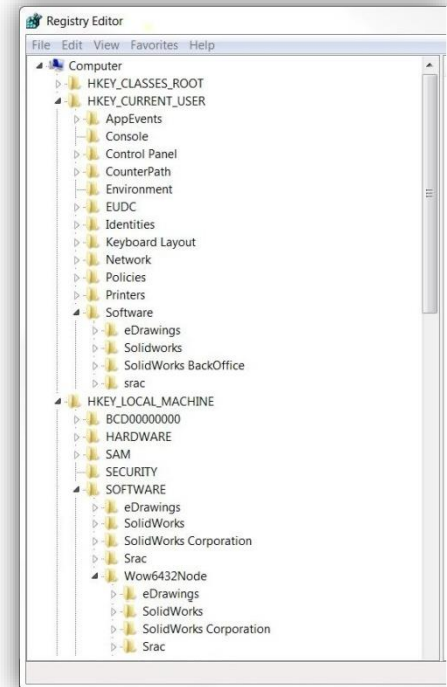 Registry Editor
File Edit View Favorites Help
Computer
HKEY_CLASSES_ROOT
HKEY_CURRENT_USER
AppEvents
Console
Control Panel
CounterPath
Environment
EUDC
Identities
Keyboard Layout
Network
Policies
Printers
Software
eDrawings
Solidworks
SolidWorks BackOffice
srac
HKEY_LOCAL_MACHINE
BCD00000000
HARDWARE
SAM
SECURITY
SOFTWARE
eDrawings
SolidWorks
SolidWorks Corporation
Srac
Wow6432Node
eDrawings
SolidWorks
SolidWorks Corporation
Srac